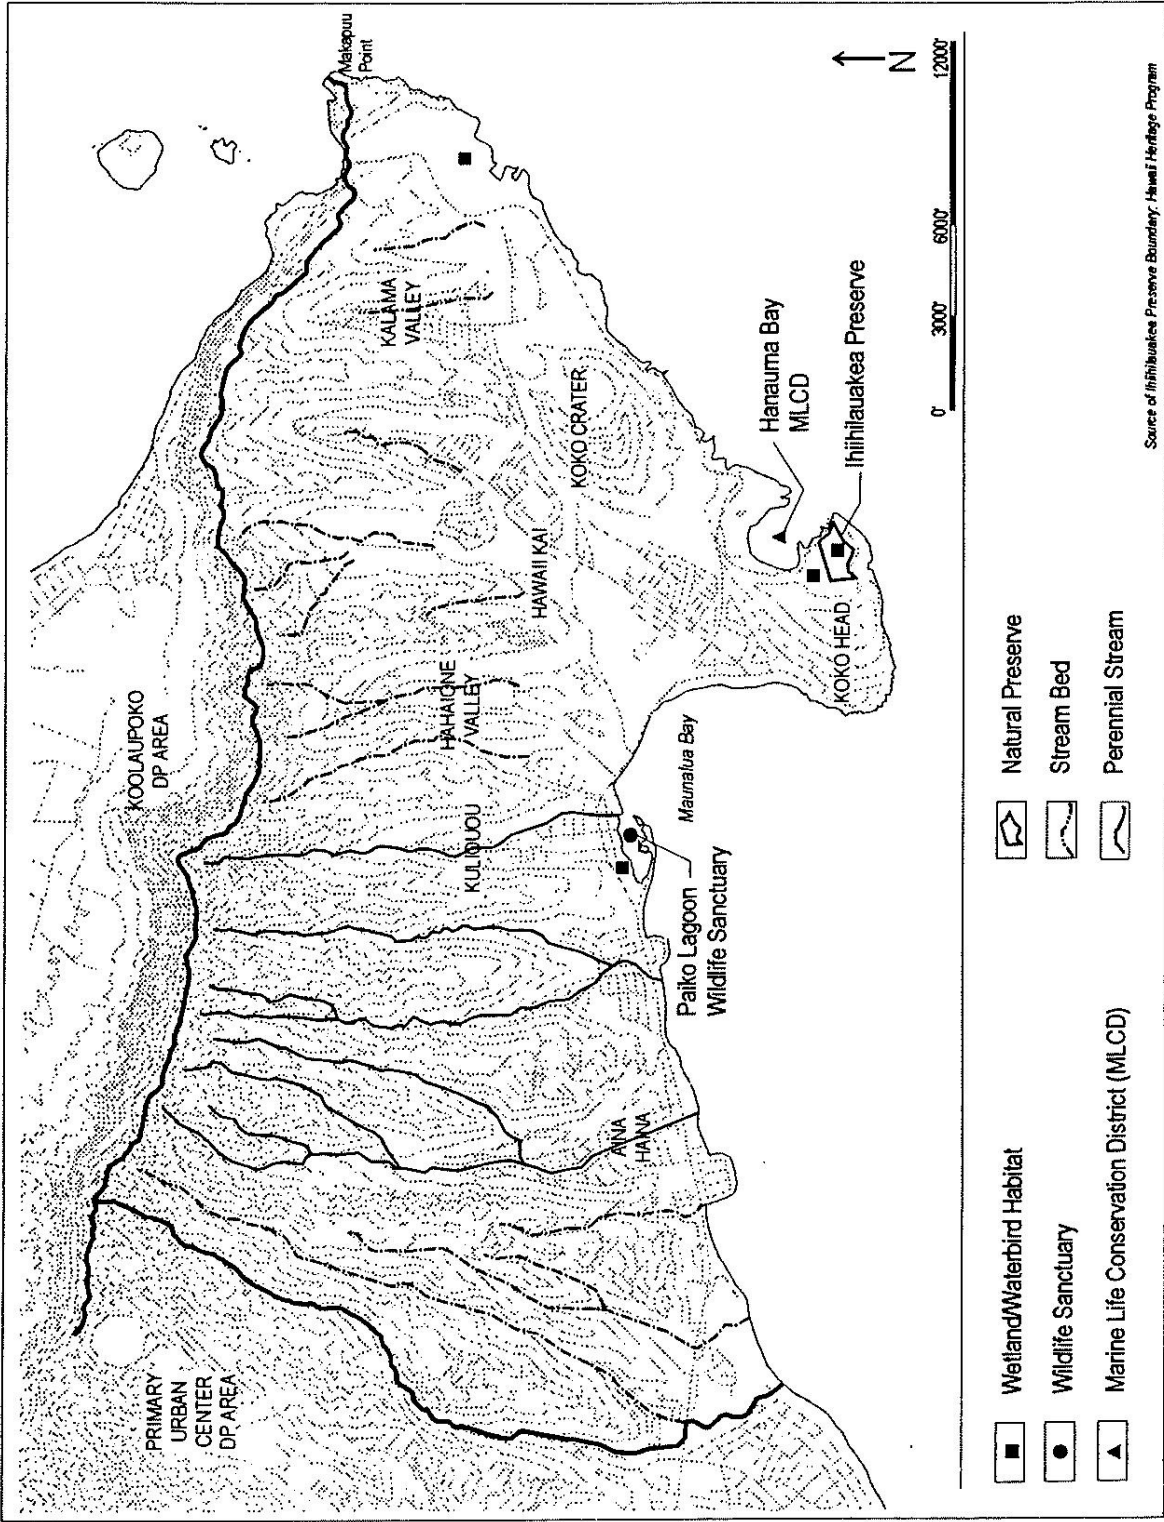 Makapuu
Point
KOOLAUPOKO
DP AREA
PRIMARY
URBAN
CENTER
DP AREA
KALAMA
VALLEY
KOKO CRATER
HAWAII KAI
HAHAIONE
VALLEY
KULIOUOU
AINA
HAINA
Paiko Lagoon
Wildlife Sanctuary
Maunalua Bay
KOKO HEAD
Hanauma Bay
MLCD
Ihiihilauakea Preserve
N
0'
3000'
6000'
12000'
Wetland/Waterbird Habitat
Wildlife Sanctuary
Marine Life Conservation District (MLCD)
Natural Preserve
Stream Bed
Perennial Stream
Source of Ihiihilauakea Preserve Boundary: Hawaii Heritage Program